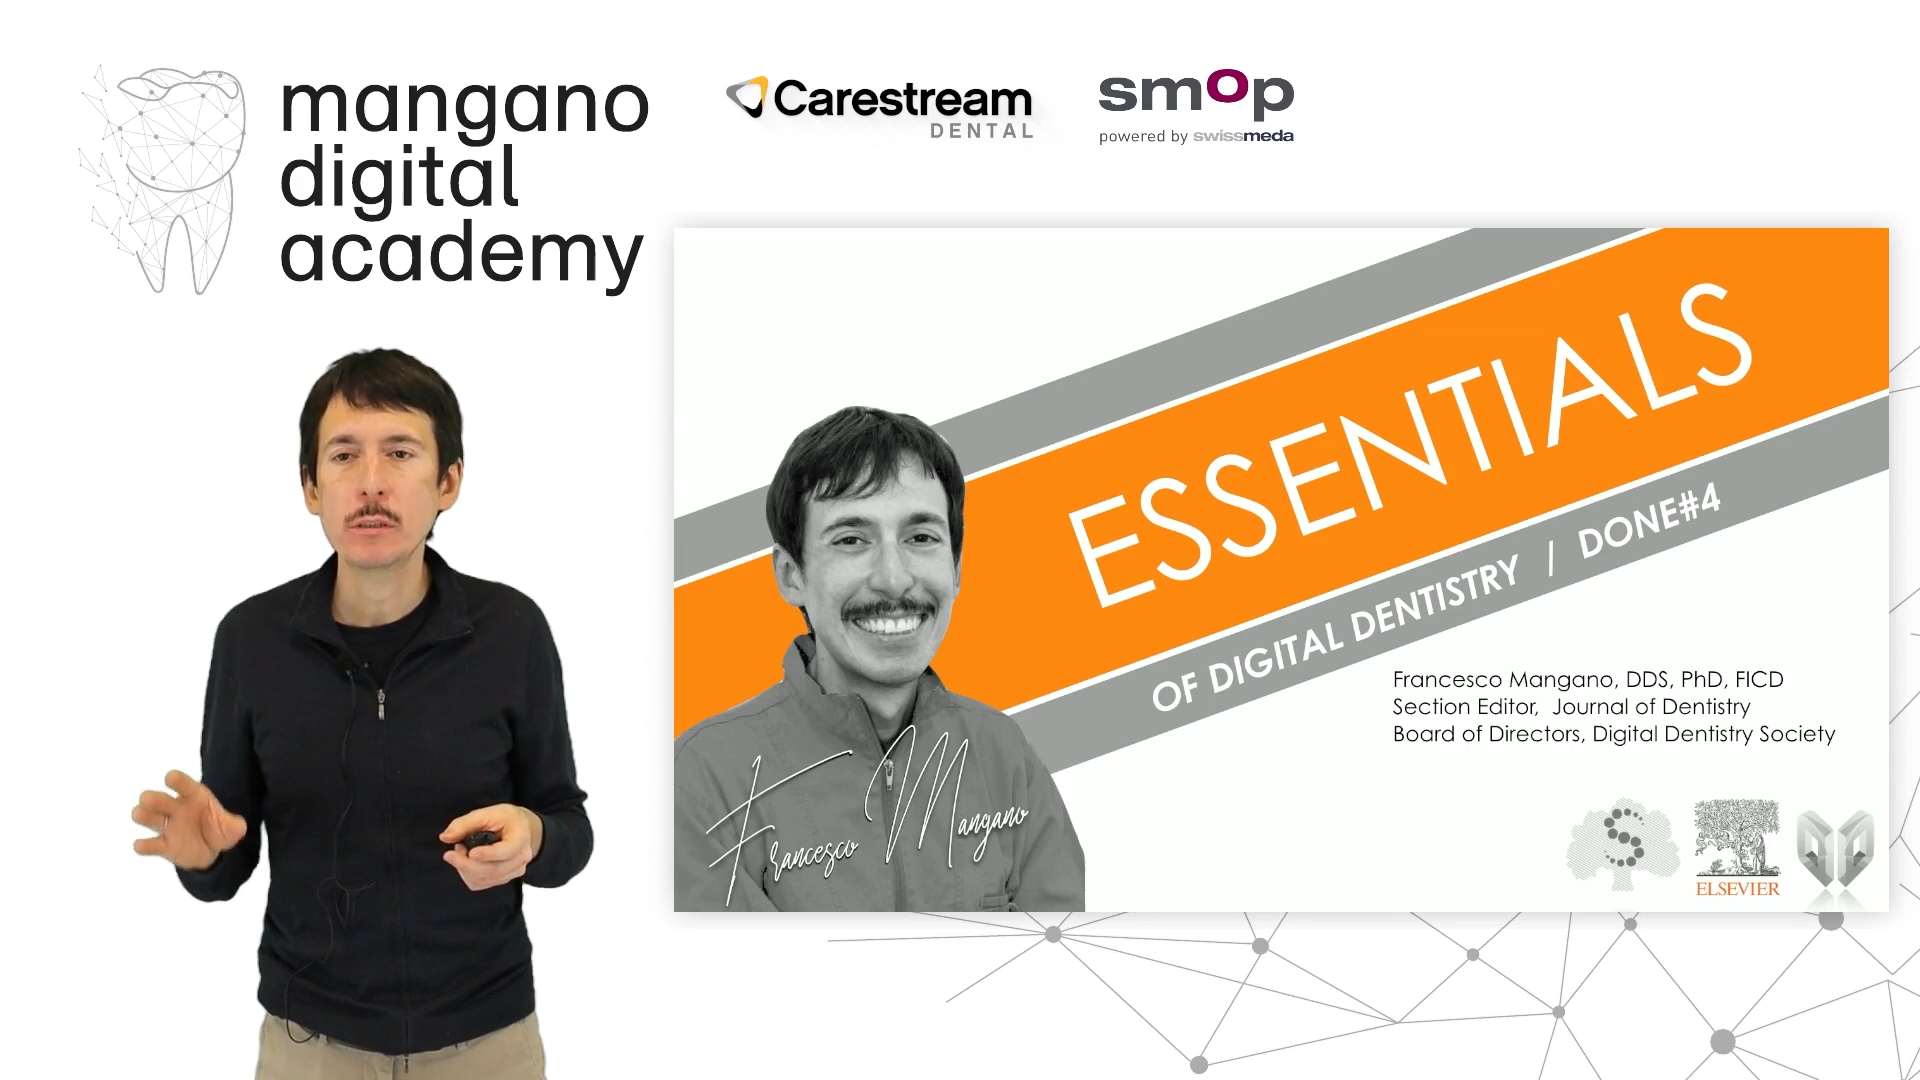 mangano
digital
academy
Carestream
DENTAL
smop
powered by swissmeda
ESSENTIALS
OF DIGITAL DENTISTRY / DONE#4
Francesco Mangano, DDS, PhD, FICD
Section Editor, Journal of Dentistry
Board of Directors, Digital Dentistry Society
Francesco Mangano
S
ELSEVIER